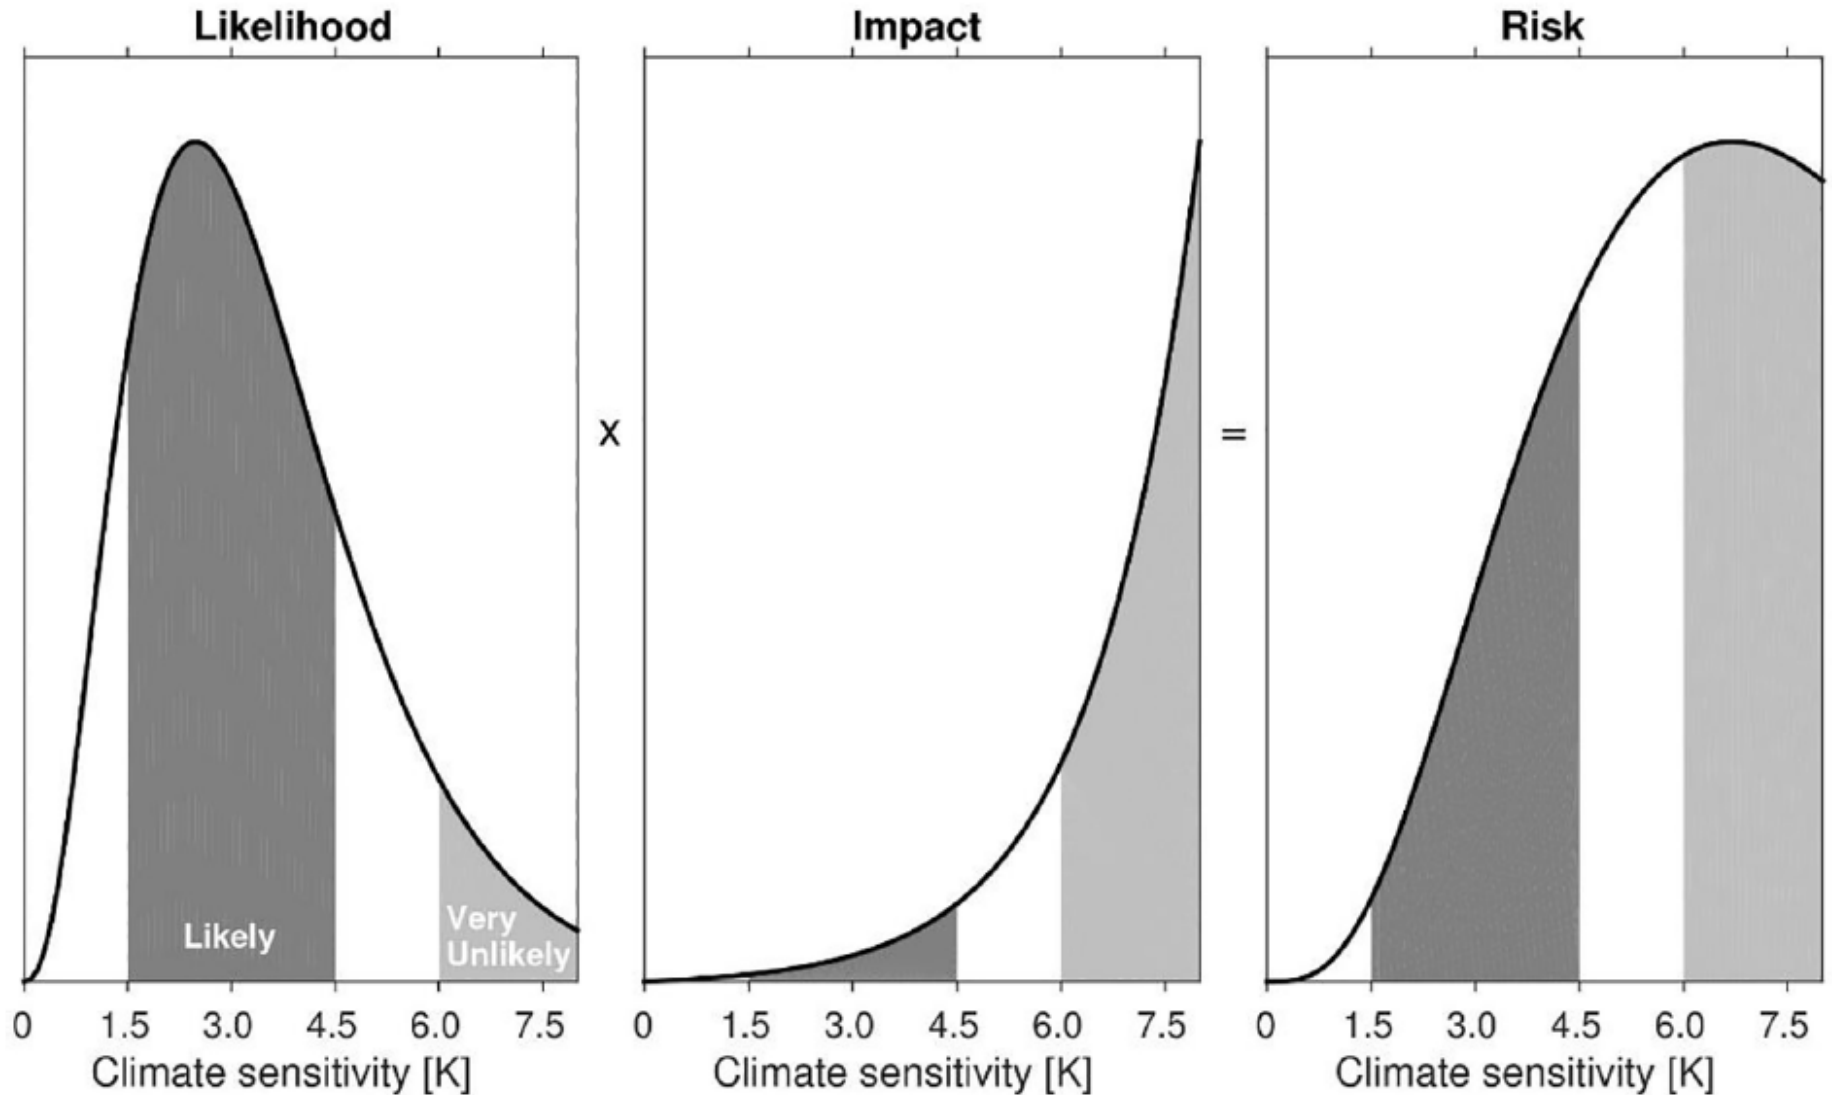 Likelihood
Impact
Risk
Likely
Very
Unlikely
X
=
0 1.5 3.0 4.5 6.0 7.5
0 1.5 3.0 4.5 6.0 7.5
0 1.5 3.0 4.5 6.0 7.5
Climate sensitivity [K]
Climate sensitivity [K]
Climate sensitivity [K]